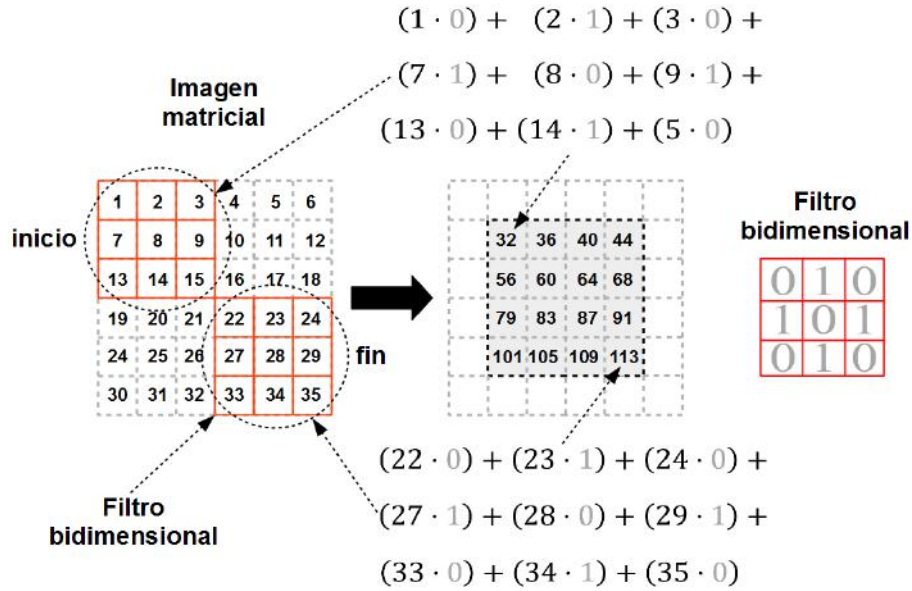 (1 · 0) + (2 · 1) + (3 · 0) +
(7 · 1) + (8 · 0) + (9 · 1) +
(13 · 0) + (14 · 1) + (5 · 0)
Imagen
matricial
inicio
1 2 3 4 5 6
7 8 9 10 11 12
13 14 15 16 17 18
19 20 21 22 23 24
24 25 26 27 28 29
30 31 32 33 34 35
fin
Filtro
bidimensional
32 36 40 44
56 60 64 68
79 83 87 91
101 105 109 113
Filtro
bidimensional
0 1 0
1 0 1
0 1 0
(22 · 0) + (23 · 1) + (24 · 0) +
(27 · 1) + (28 · 0) + (29 · 1) +
(33 · 0) + (34 · 1) + (35 · 0)